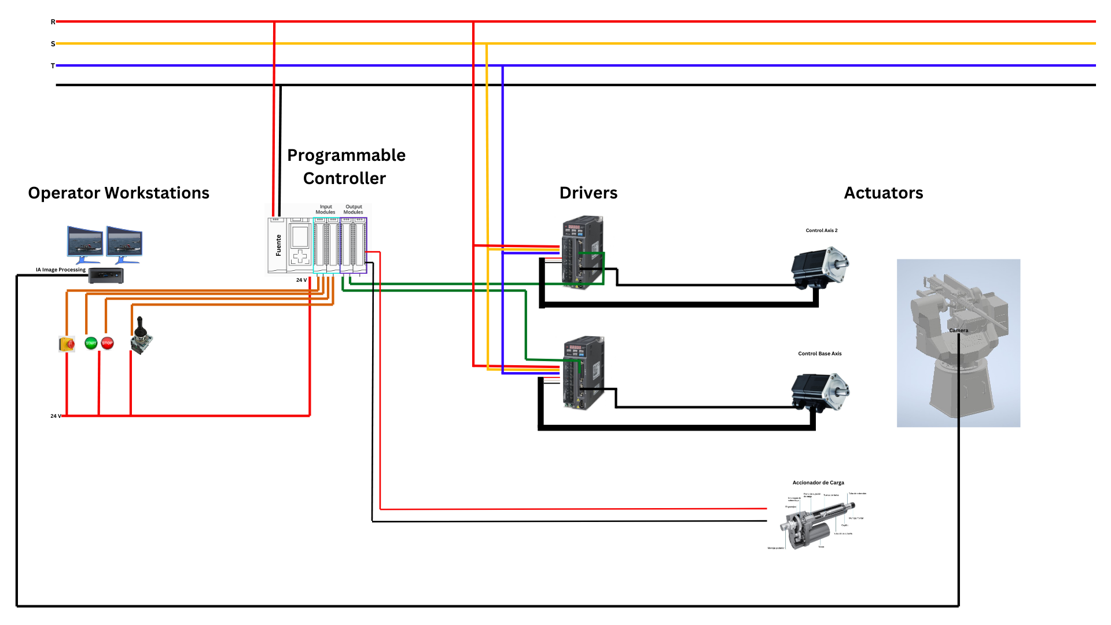 R
S
T
Programmable
Controller
Operator Workstations
Drivers
Actuators
Input
Modules
Output
Modules
Fuente
Control Axis 2
IA Image Processing
24 V
Camera
Control Base Axis
24 V
Accionador de Carga